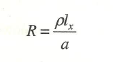 R = ρl_x / a